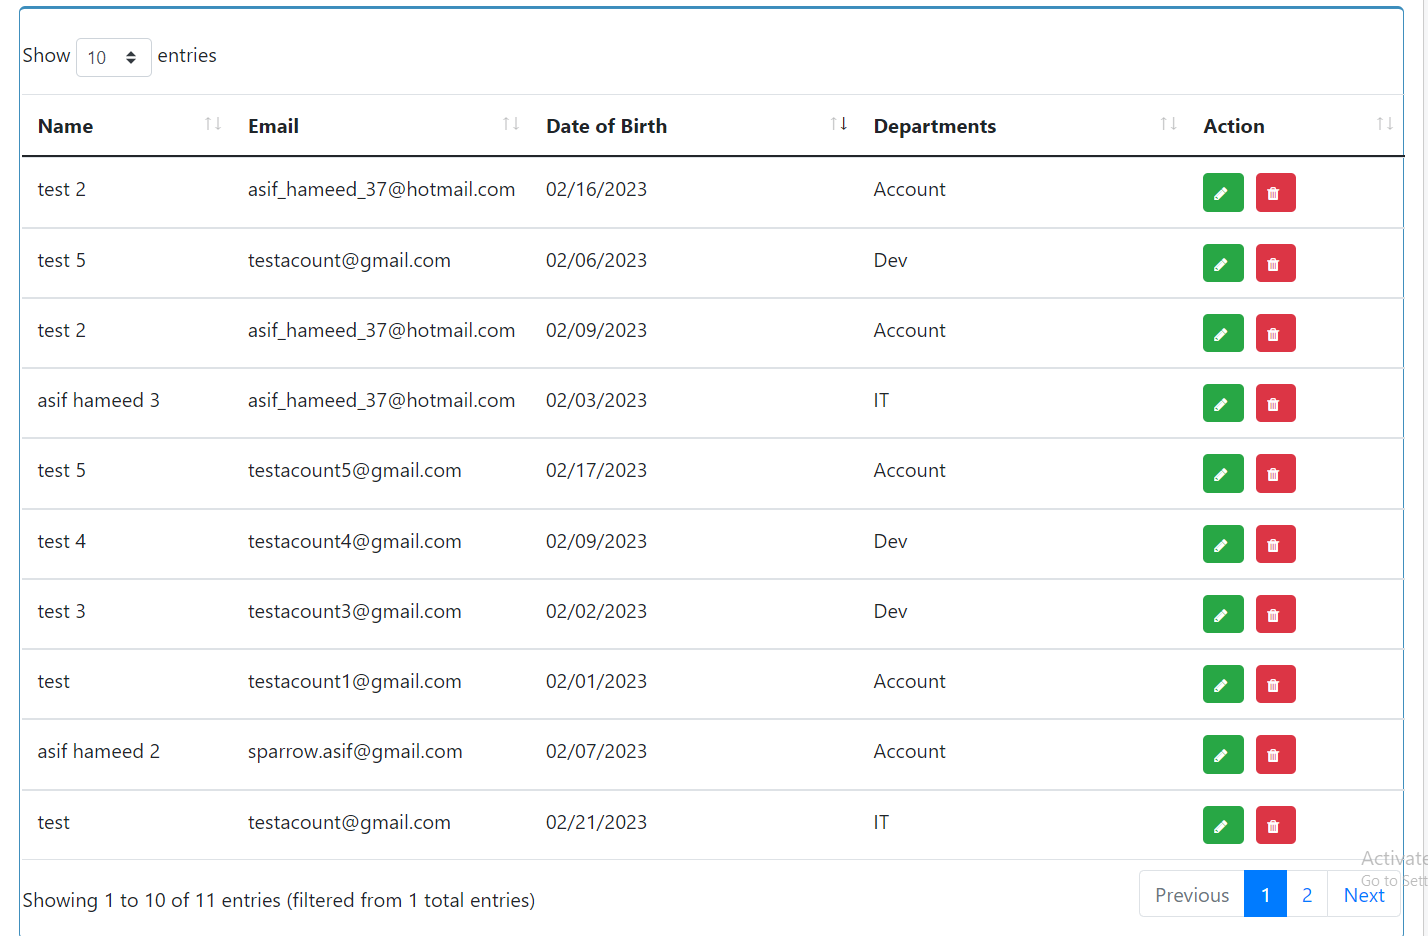 Show 10 entries
Name Email Date of Birth Departments Action
test 2 asif_hameed_37@hotmail.com 02/16/2023 Account
test 5 testacount@gmail.com 02/06/2023 Dev
test 2 asif_hameed_37@hotmail.com 02/09/2023 Account
asif hameed 3 asif_hameed_37@hotmail.com 02/03/2023 IT
test 5 testacount5@gmail.com 02/17/2023 Account
test 4 testacount4@gmail.com 02/09/2023 Dev
test 3 testacount3@gmail.com 02/02/2023 Dev
test testacount1@gmail.com 02/01/2023 Account
asif hameed 2 sparrow.asif@gmail.com 02/07/2023 Account
test testacount@gmail.com 02/21/2023 IT
Activate
Go to Sett
Showing 1 to 10 of 11 entries (filtered from 1 total entries) Previous 1 2 Next